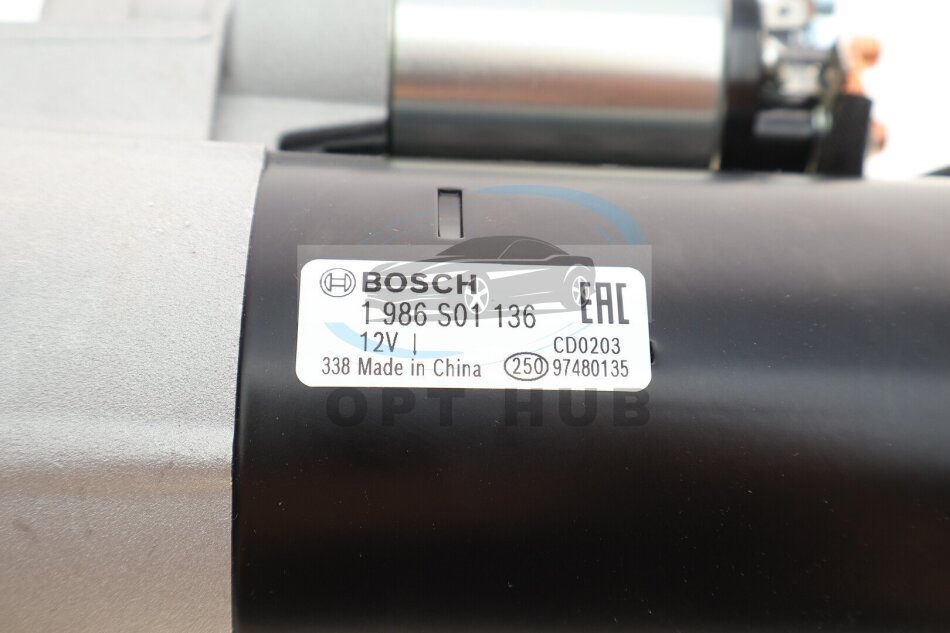 BOSCH
1 986 S01 136
EAC
12V ↓
CD0203
338 Made in China
250 97480135
OPT HUB